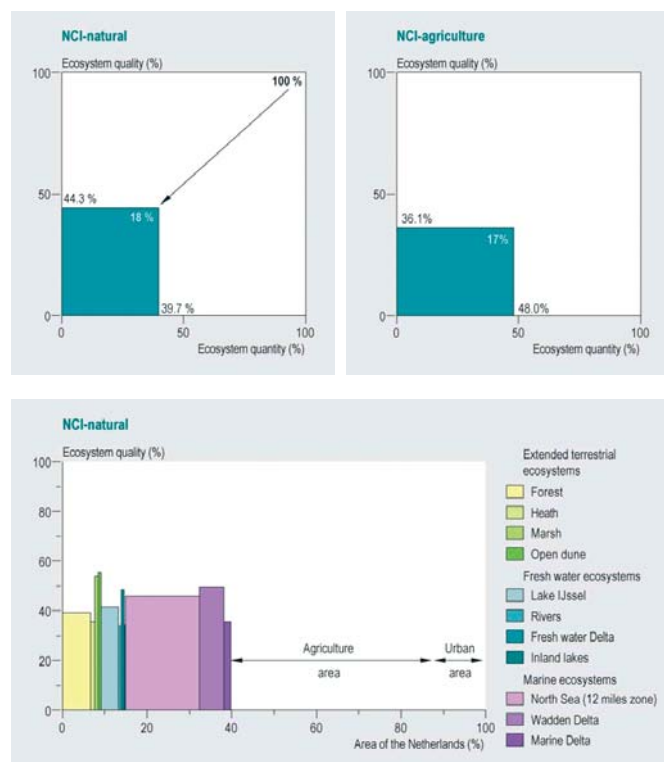 NCI-natural
Ecosystem quality (%)
100
100 %
50
44.3 %
18 %
39.7 %
0
0
50
100
Ecosystem quantity (%)
NCI-agriculture
Ecosystem quality (%)
100
50
36.1%
17%
48.0%
0
0
50
100
Ecosystem quantity (%)
NCI-natural
Ecosystem quality (%)
100
80
60
40
20
0
0
20
40
60
80
100
Area of the Netherlands (%)
Agriculture
area
Urban
area
Extended terrestrial
ecosystems
Forest
Heath
Marsh
Open dune
Fresh water ecosystems
Lake IJssel
Rivers
Fresh water Delta
Inland lakes
Marine ecosystems
North Sea (12 miles zone)
Wadden Delta
Marine Delta